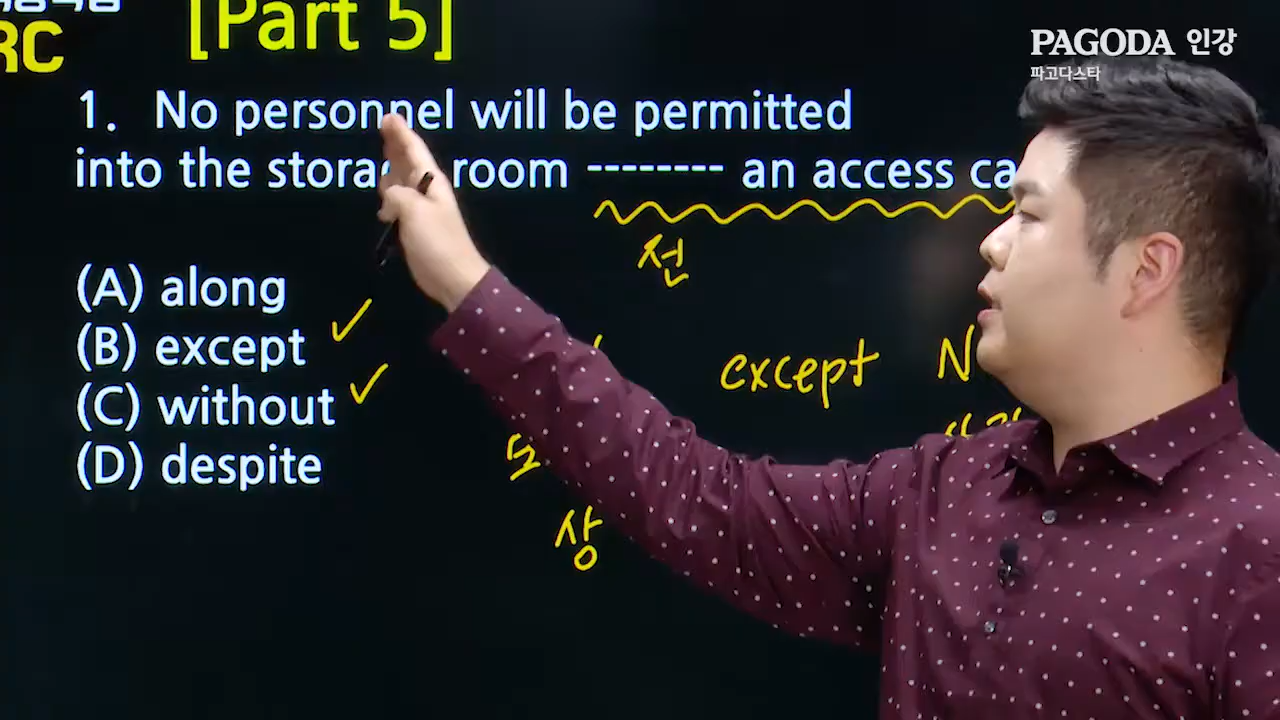 RC
[Part 5]
PAGODA 인강
파고다스타
1. No personnel will be permitted
into the storag room -------- an access ca
전
(A) along
(B) except
(C) without
(D) despite
except N
도
상